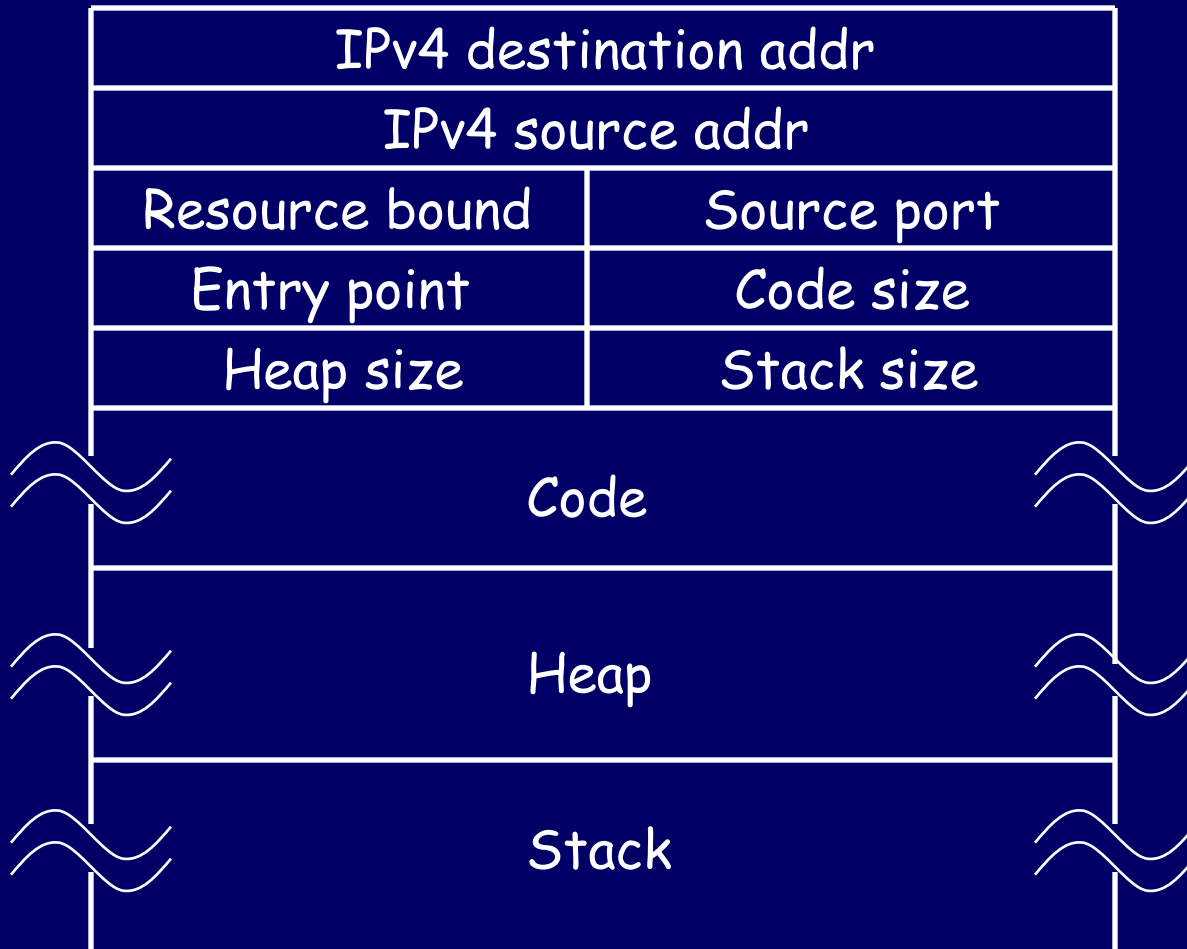 IPv4 destination addr
IPv4 source addr
Resource bound Source port
Entry point Code size
Heap size Stack size
Code
Heap
Stack